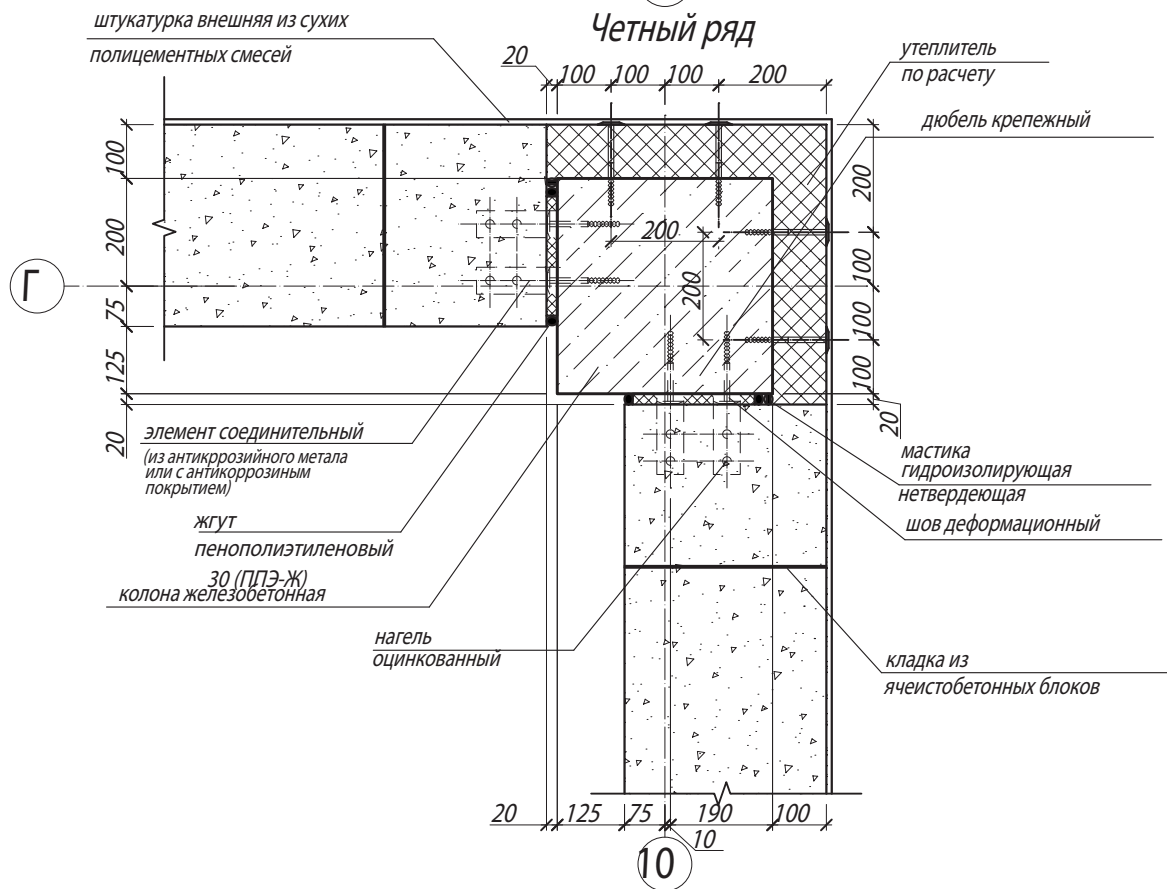 штукатурка внешняя из сухих
полицементных смесей
Четный ряд
20
100
100
100
200
утеплитель
по расчету
дюбель крепежный
100
200
75
125
20
Г
200
200
200
100
100
100
20
элемент соединительный
(из антикррозийного метала
или с антикоррозиным
покрытием)
жгут
пенополиэтиленовый
30 (ППЭ-Ж)
колона железобетонная
нагель
оцинкованный
мастика
гидроизолирующая
нетвердеющая
шов деформационный
кладка из
ячеистобетонных блоков
20
125
75
190
100
10
10